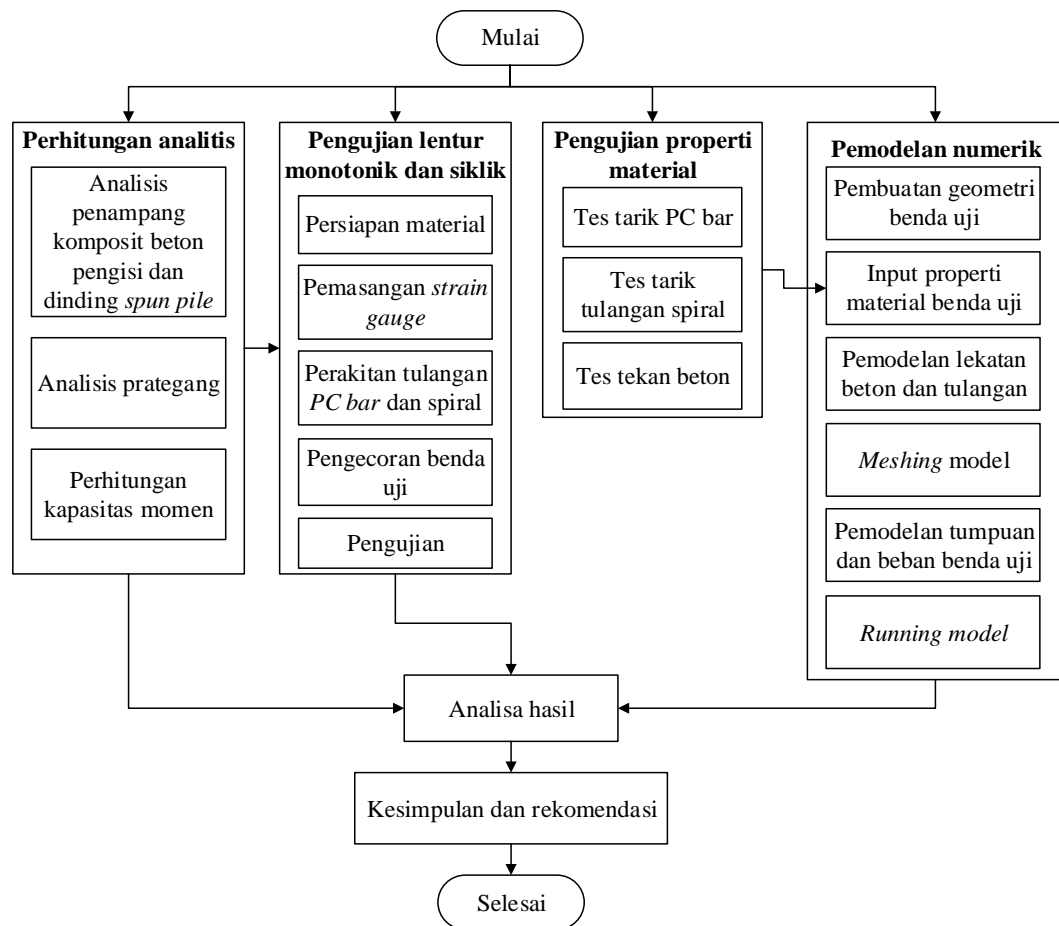 Mulai
Perhitungan analitis
Analisis
penampang
komposit beton
pengisi dan
dinding spun pile
Analisis prategang
Perhitungan
kapasitas momen
Pengujian lentur
monotonik dan siklik
Persiapan material
Pemasangan strain
gauge
Perakitan tulangan
PC bar dan spiral
Pengecoran benda
uji
Pengujian
Pengujian properti
material
Tes tarik PC bar
Tes tarik
tulangan spiral
Tes tekan beton
Pemodelan numerik
Pembuatan geometri
benda uji
Input properti
material benda uji
Pemodelan lekatan
beton dan tulangan
Meshing model
Pemodelan tumpuan
dan beban benda uji
Running model
Analisa hasil
Kesimpulan dan rekomendasi
Selesai